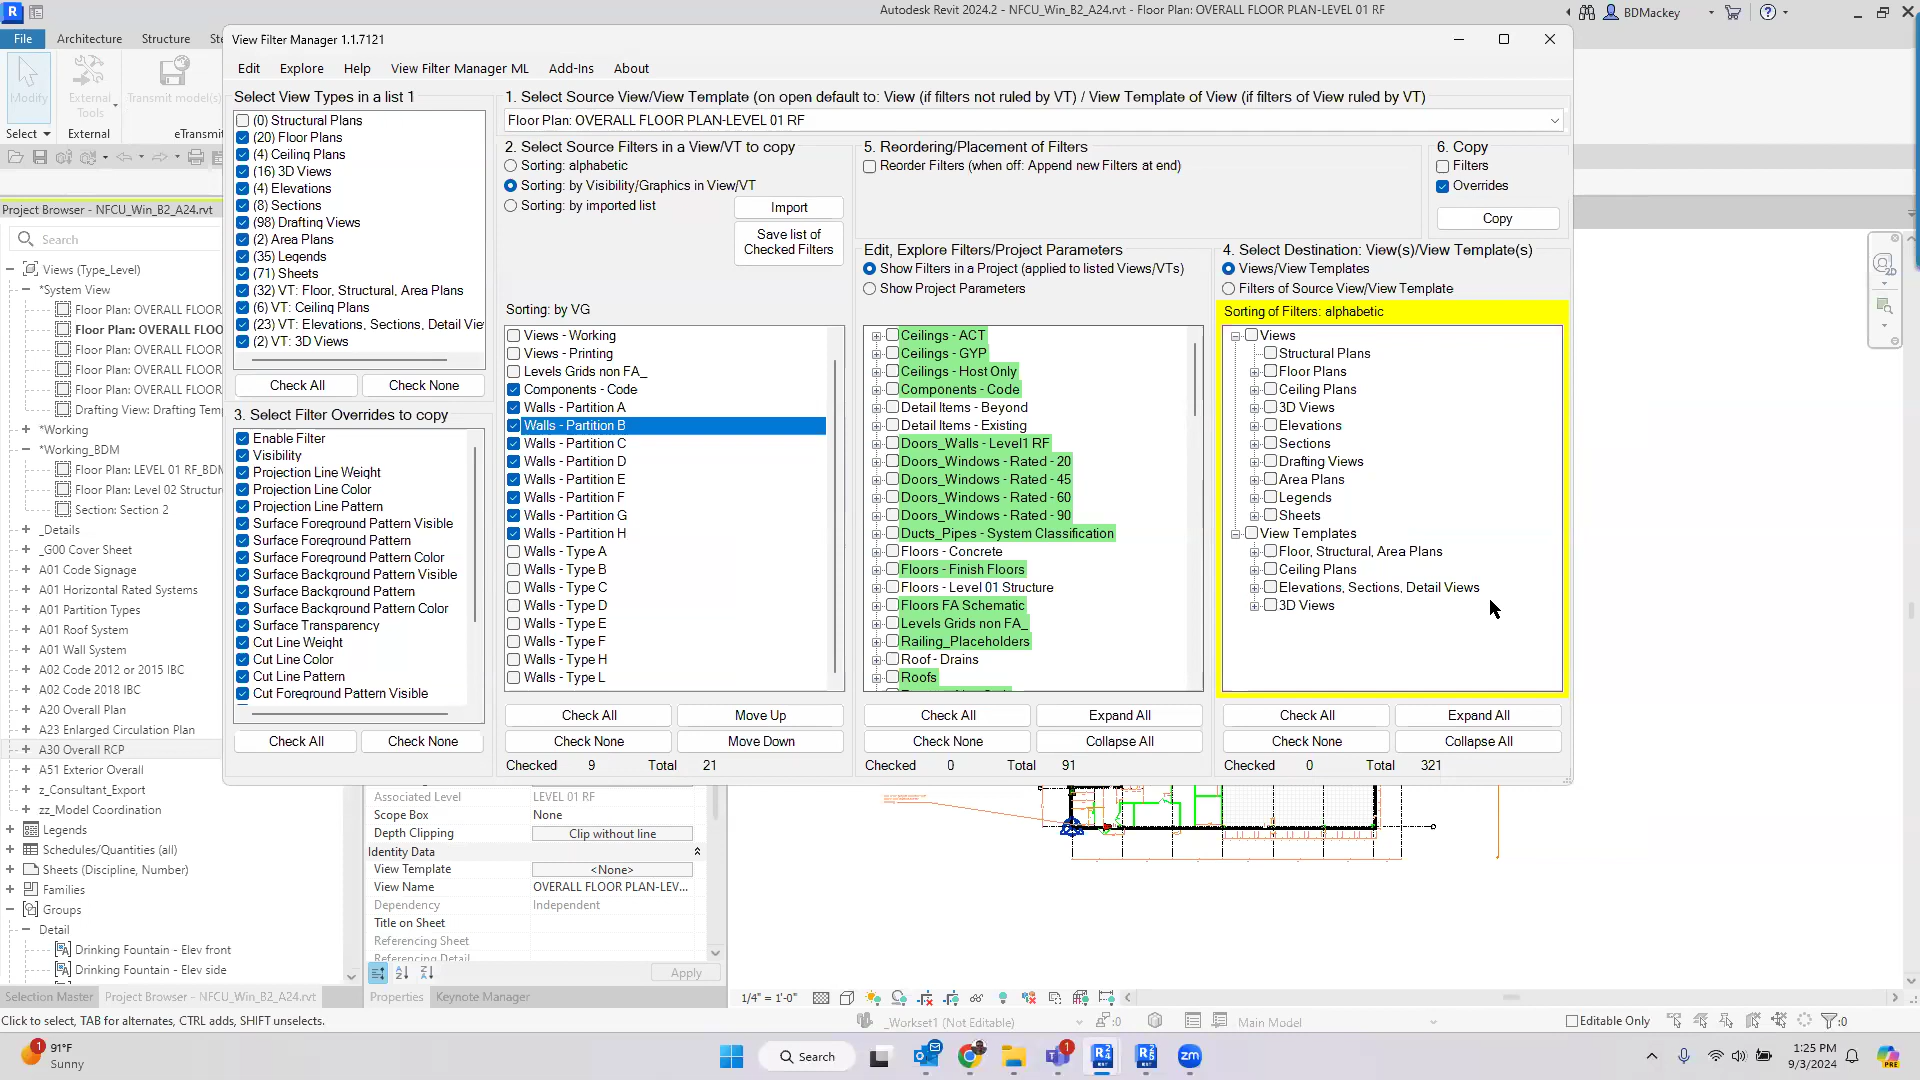 Autodesk Revit 2024.2 - NFCU_Win_B2_A24.rvt - Floor Plan: OVERALL FLOOR PLAN-LEVEL 01 RF
BDMackey
File
Architecture
Structure
View Filter Manager 1.1.7121
Edit
Explore
Help
View Filter Manager ML
Add-Ins
About
Modify
External
Tools
Transmit model(s)
Select
External
eTransmit
Project Browser - NFCU_Win_B2_A24.rvt
Search
Views (Type_Level)
*System View
Floor Plan: OVERALL FLOOR
Floor Plan: OVERALL FLOO
Floor Plan: OVERALL FLOOR
Floor Plan: OVERALL FLOOR
Floor Plan: OVERALL FLOOR
Drafting View: Drafting Temp
*Working
*Working_BDM
Floor Plan: LEVEL 01 RF_BDM
Floor Plan: Level 02 Structur
Section: Section 2
_Details
_G00 Cover Sheet
A01 Code Signage
A01 Horizontal Rated Systems
A01 Partition Types
A01 Roof System
A01 Wall System
A02 Code 2012 or 2015 IBC
A02 Code 2018 IBC
A20 Overall Plan
A23 Enlarged Circulation Plan
A30 Overall RCP
A51 Exterior Overall
z_Consultant_Export
zz_Model Coordination
Legends
Schedules/Quantities (all)
Sheets (Discipline, Number)
Families
Groups
Detail
Drinking Fountain - Elev front
Drinking Fountain - Elev side
Select View Types in a list 1
(0) Structural Plans
(20) Floor Plans
(4) Ceiling Plans
(16) 3D Views
(4) Elevations
(8) Sections
(98) Drafting Views
(2) Area Plans
(35) Legends
(71) Sheets
(32) VT: Floor, Structural, Area Plans
(6) VT: Ceiling Plans
(23) VT: Elevations, Sections, Detail Vie
(2) VT: 3D Views
Check All
Check None
3. Select Filter Overrides to copy
Enable Filter
Visibility
Projection Line Weight
Projection Line Color
Projection Line Pattern
Surface Foreground Pattern Visible
Surface Foreground Pattern
Surface Foreground Pattern Color
Surface Background Pattern Visible
Surface Background Pattern
Surface Background Pattern Color
Surface Transparency
Cut Line Weight
Cut Line Color
Cut Line Pattern
Cut Foreground Pattern Visible
Check All
Check None
1. Select Source View/View Template (on open default to: View (if filters not ruled by VT) / View Template of View (if filters of View ruled by VT)
Floor Plan: OVERALL FLOOR PLAN-LEVEL 01 RF
2. Select Source Filters in a View/VT to copy
Sorting: alphabetic
Sorting: by Visibility/Graphics in View/VT
Sorting: by imported list
Import
Save list of
Checked Filters
Sorting: by VG
Views - Working
Views - Printing
Levels Grids non FA_
Components - Code
Walls - Partition A
Walls - Partition B
Walls - Partition C
Walls - Partition D
Walls - Partition E
Walls - Partition F
Walls - Partition G
Walls - Partition H
Walls - Type A
Walls - Type B
Walls - Type C
Walls - Type D
Walls - Type E
Walls - Type F
Walls - Type H
Walls - Type L
Check All
Move Up
Check None
Move Down
Checked 9 Total 21
5. Reordering/Placement of Filters
Reorder Filters (when off: Append new Filters at end)
Edit, Explore Filters/Project Parameters
Show Filters in a Project (applied to listed Views/VTs)
Show Project Parameters
Ceilings - ACT
Ceilings - GYP
Ceilings - Host Only
Components - Code
Detail Items - Beyond
Detail Items - Existing
Doors_Walls - Level1 RF
Doors_Windows - Rated - 20
Doors_Windows - Rated - 45
Doors_Windows - Rated - 60
Doors_Windows - Rated - 90
Ducts_Pipes - System Classification
Floors - Concrete
Floors - Finish Floors
Floors - Level 01 Structure
Floors FA Schematic
Levels Grids non FA_
Railing_Placeholders
Roof - Drains
Roofs
Check All
Expand All
Check None
Collapse All
Checked 0 Total 91
6. Copy
Filters
Overrides
Copy
4. Select Destination: View(s)/View Template(s)
Views/View Templates
Filters of Source View/View Template
Sorting of Filters: alphabetic
Views
Structural Plans
Floor Plans
Ceiling Plans
3D Views
Elevations
Sections
Drafting Views
Area Plans
Legends
Sheets
View Templates
Floor, Structural, Area Plans
Ceiling Plans
Elevations, Sections, Detail Views
3D Views
Check All
Expand All
Check None
Collapse All
Checked 0 Total 321
Associated Level LEVEL 01 RF
Scope Box None
Depth Clipping Clip without line
Identity Data
View Template <None>
View Name OVERALL FLOOR PLAN-LEV...
Dependency Independent
Title on Sheet
Referencing Sheet
Referencing Detail
Apply
Selection Master
Project Browser - NFCU_Win_B2_A24.rvt
Properties
Keynote Manager
1/4" = 1'-0"
Click to select, TAB for alternates, CTRL adds, SHIFT unselects.
_Workset1 (Not Editable)
:0
Main Model
Editable Only
:0
91°F
Sunny
Search
zm
1:25 PM
9/3/2024